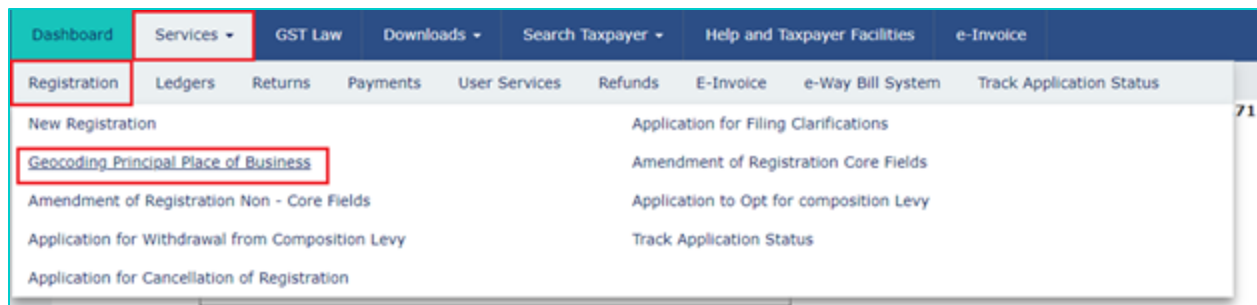 Dashboard Services GST Law Downloads Search Taxpayer Help and Taxpayer Facilities e-Invoice
Registration Ledgers Returns Payments User Services Refunds E-Invoice e-Way Bill System Track Application Status
71
New Registration Application for Filing Clarifications
Geocoding Principal Place of Business Amendment of Registration Core Fields
Amendment of Registration Non - Core Fields Application to Opt for composition Levy
Application for Withdrawal from Composition Levy Track Application Status
Application for Cancellation of Registration